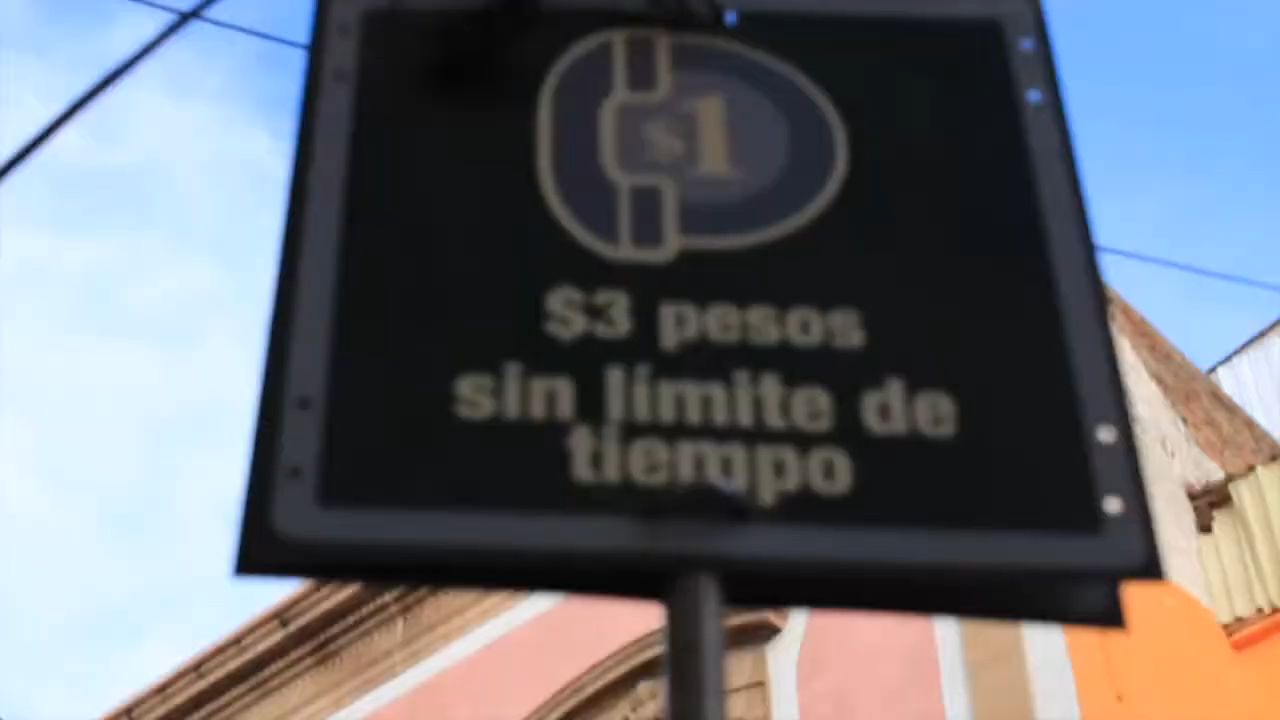 $1
$3 pesos
sin límite de
tiempo